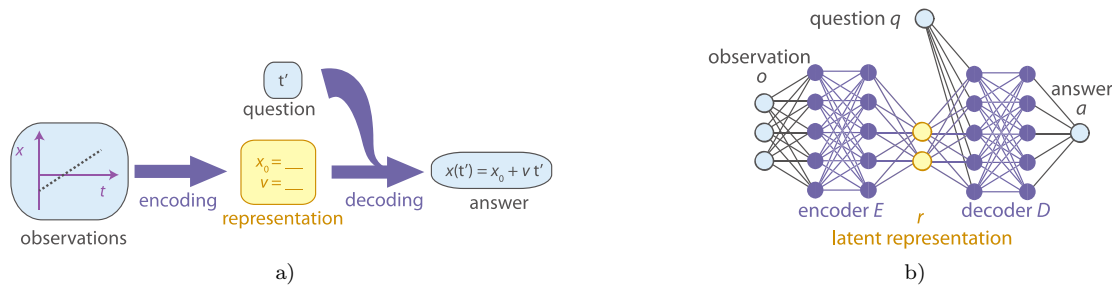 x
t
observations
encoding
t′
question
x₀ = __
v = __
representation
decoding
x(t′) = x₀ + v t′
answer
a)
question q
observation
o
answer
a
encoder E
r
decoder D
latent representation
b)